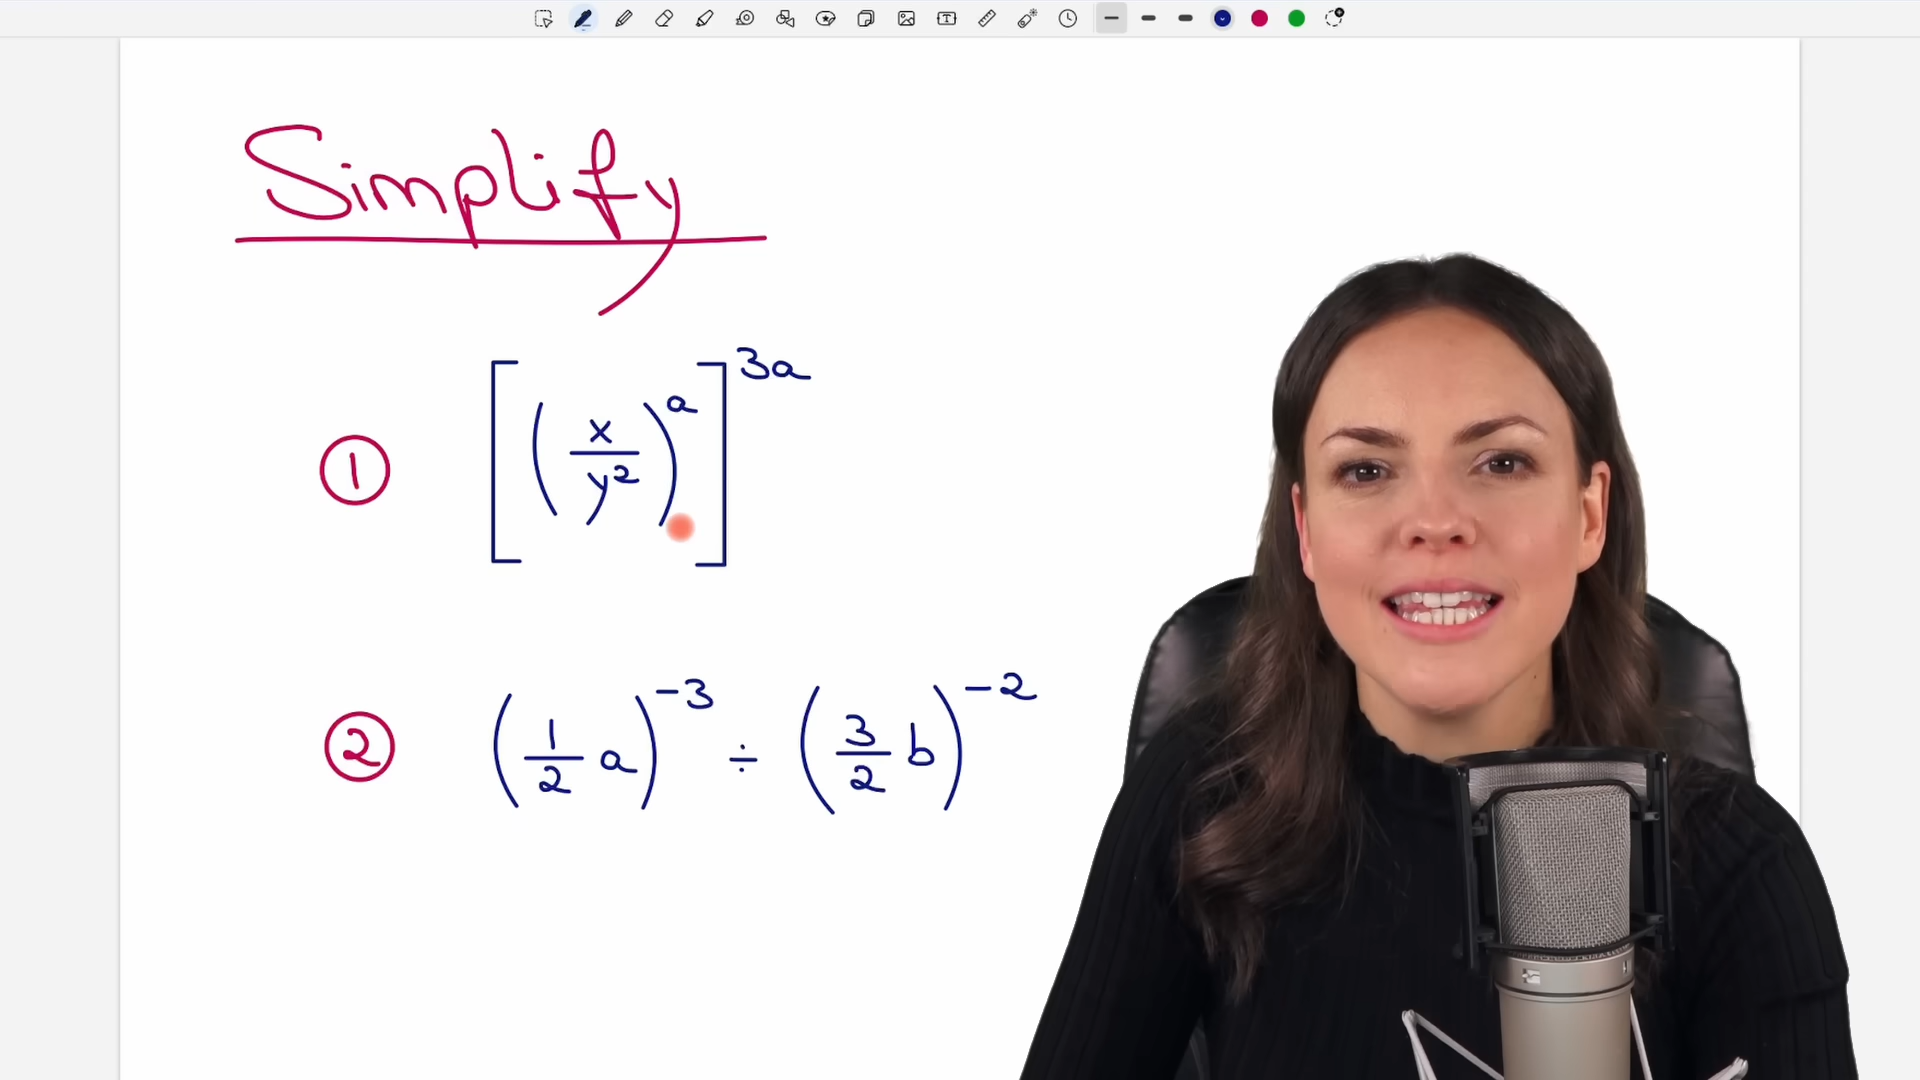 Simplify
① [(x/y²)^a]^3a
② (1/2 a)^-3 ÷ (3/2 b)^-2